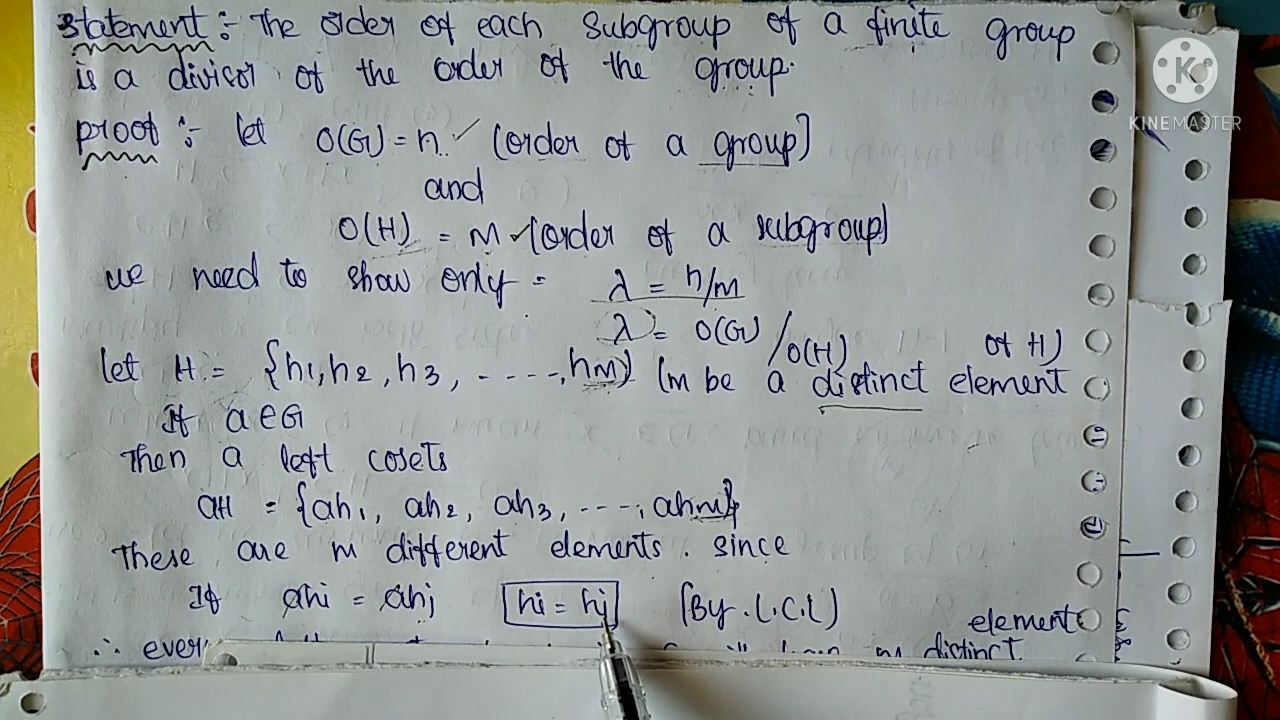 Statement :- The order of each subgroup of a finite group
is a divisor of the order of the group.
KINEMASTER
proof :- let O(G) = n (order of a group)
and
O(H) = m (order of a subgroup)
we need to show only = λ = n/m
λ = O(G) / O(H)
let H = {h1, h2, h3, -----, hm} (m be a distinct element of H)
If a ∈ G
Then a left cosets
aH = {ah1, ah2, ah3, ----, ahm}
These are m different elements. since
If ahi = ahj hi = hj (By. L.C.L)
∴ every distinct elements